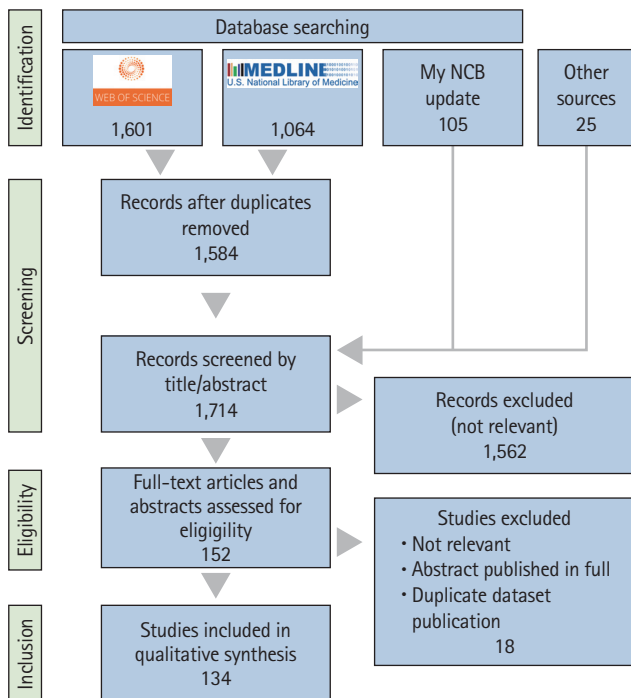 Identification
Database searching
WEB OF SCIENCE
1,601
MEDLINE
U.S. National Library of Medicine
1,064
My NCB
update
105
Other
sources
25
Screening
Records after duplicates
removed
1,584
Records screened by
title/abstract
1,714
Records excluded
(not relevant)
1,562
Eligibility
Full-text articles and
abstracts assessed for
eligigility
152
Studies excluded
· Not relevant
· Abstract published in full
· Duplicate dataset
publication
18
Inclusion
Studies included in
qualitative synthesis
134